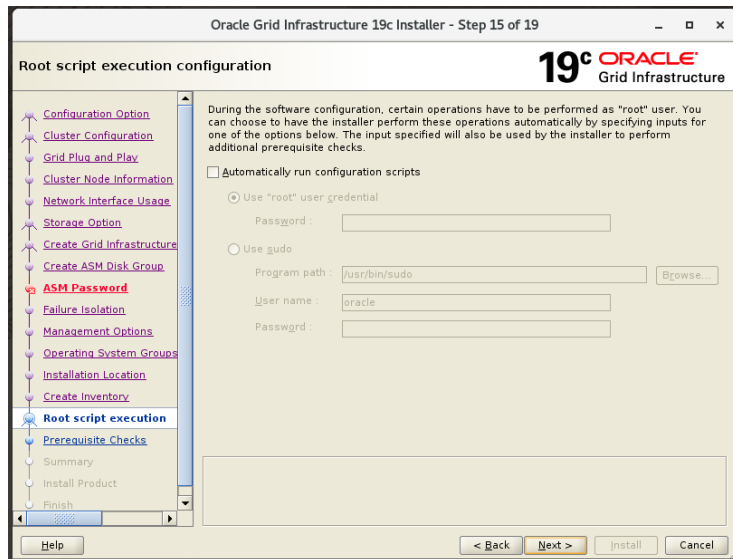 Oracle Grid Infrastructure 19c Installer - Step 15 of 19
Root script execution configuration
19c ORACLE
Grid Infrastructure
Configuration Option
Cluster Configuration
Grid Plug and Play
Cluster Node Information
Network Interface Usage
Storage Option
Create Grid Infrastructure
Create ASM Disk Group
ASM Password
Failure Isolation
Management Options
Operating System Groups
Installation Location
Create Inventory
Root script execution
Prerequisite Checks
Summary
Install Product
Finish
During the software configuration, certain operations have to be performed as "root" user. You
can choose to have the installer perform these operations automatically by specifying inputs for
one of the options below. The input specified will also be used by the installer to perform
additional prerequisite checks.
Automatically run configuration scripts
Use "root" user credential
Password :
Use sudo
Program path : /usr/bin/sudo Browse...
User name : oracle
Password :
Help < Back Next > Install Cancel